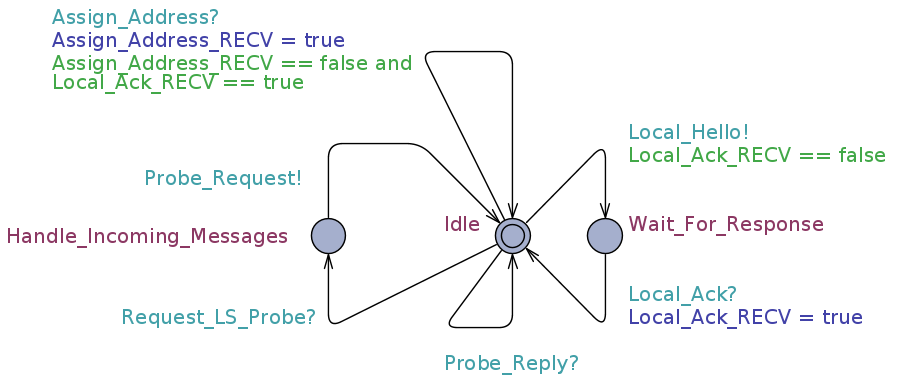 Assign_Address?
Assign_Address_RECV = true
Assign_Address_RECV == false and
Local_Ack_RECV == true
Local_Hello!
Local_Ack_RECV == false
Probe_Request!
Idle
Wait_For_Response
Handle_Incoming_Messages
Local_Ack?
Request_LS_Probe?
Local_Ack_RECV = true
Probe_Reply?